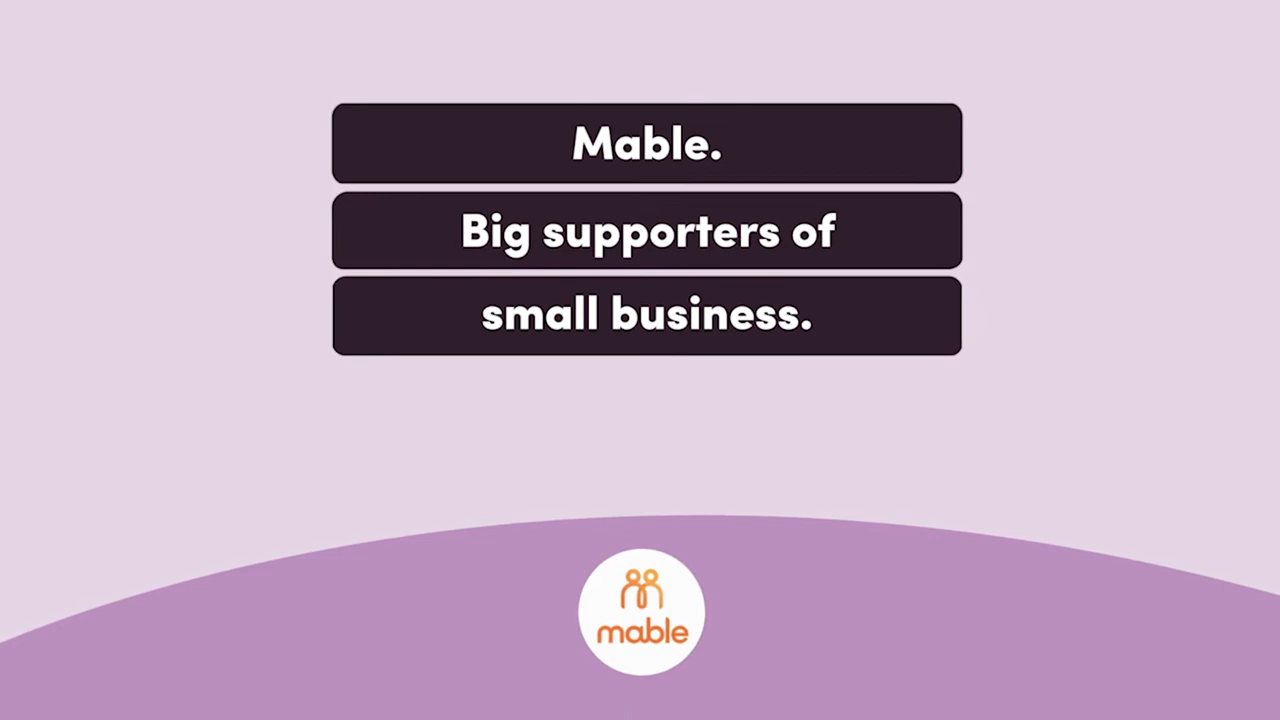 Mable.
Big supporters of
small business.
mable